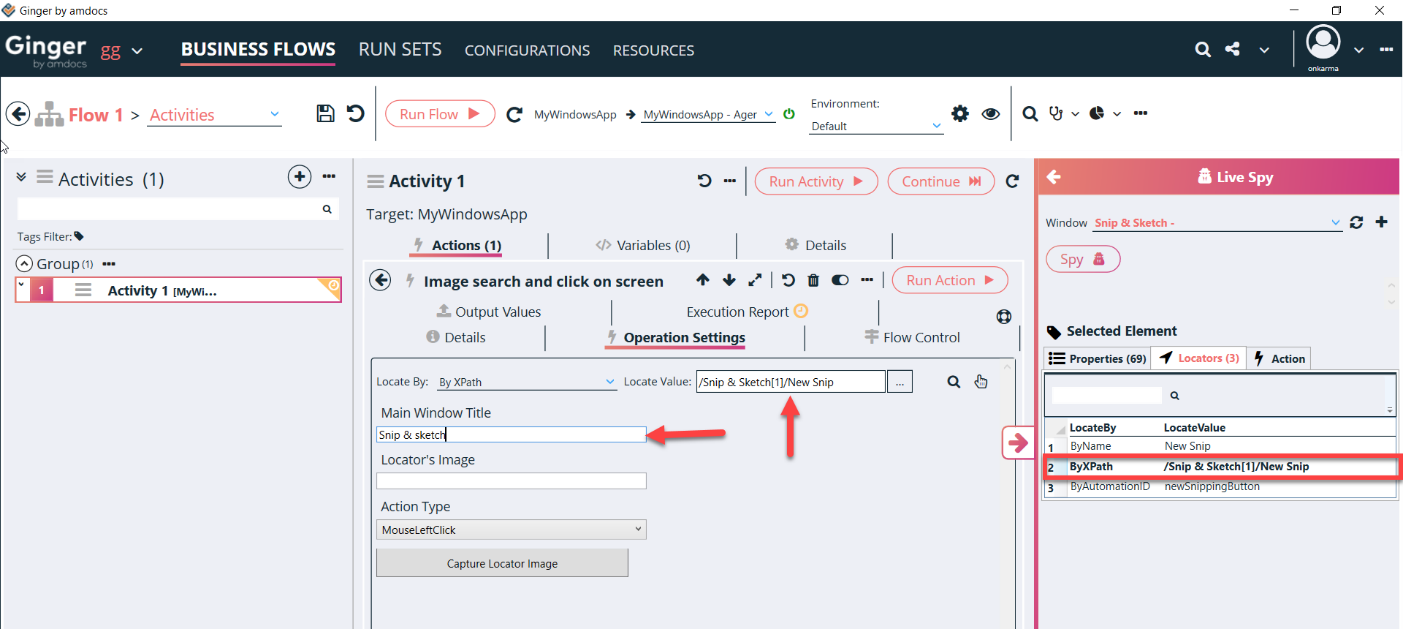 Ginger by amdocs
Ginger by amdocs gg BUSINESS FLOWS RUN SETS CONFIGURATIONS RESOURCES onkarma
Flow 1 > Activities Run Flow MyWindowsApp MyWindowsApp - Ager Environment: Default
Activities (1)
Tags Filter:
Group (1)
1 Activity 1 [MyWi...
Activity 1 Run Activity Continue
Target: MyWindowsApp
Actions (1) Variables (0) Details
Image search and click on screen Run Action
Output Values Execution Report
Details Operation Settings Flow Control
Locate By: By XPath Locate Value: /Snip & Sketch[1]/New Snip ...
Main Window Title
Snip & sketch
Locator's Image
Action Type
MouseLeftClick
Capture Locator Image
Live Spy
Window Snip & Sketch -
Spy
Selected Element
Properties (69) Locators (3) Action
LocateBy LocateValue
1 ByName New Snip
2 ByXPath /Snip & Sketch[1]/New Snip
3 ByAutomationID newSnippingButton